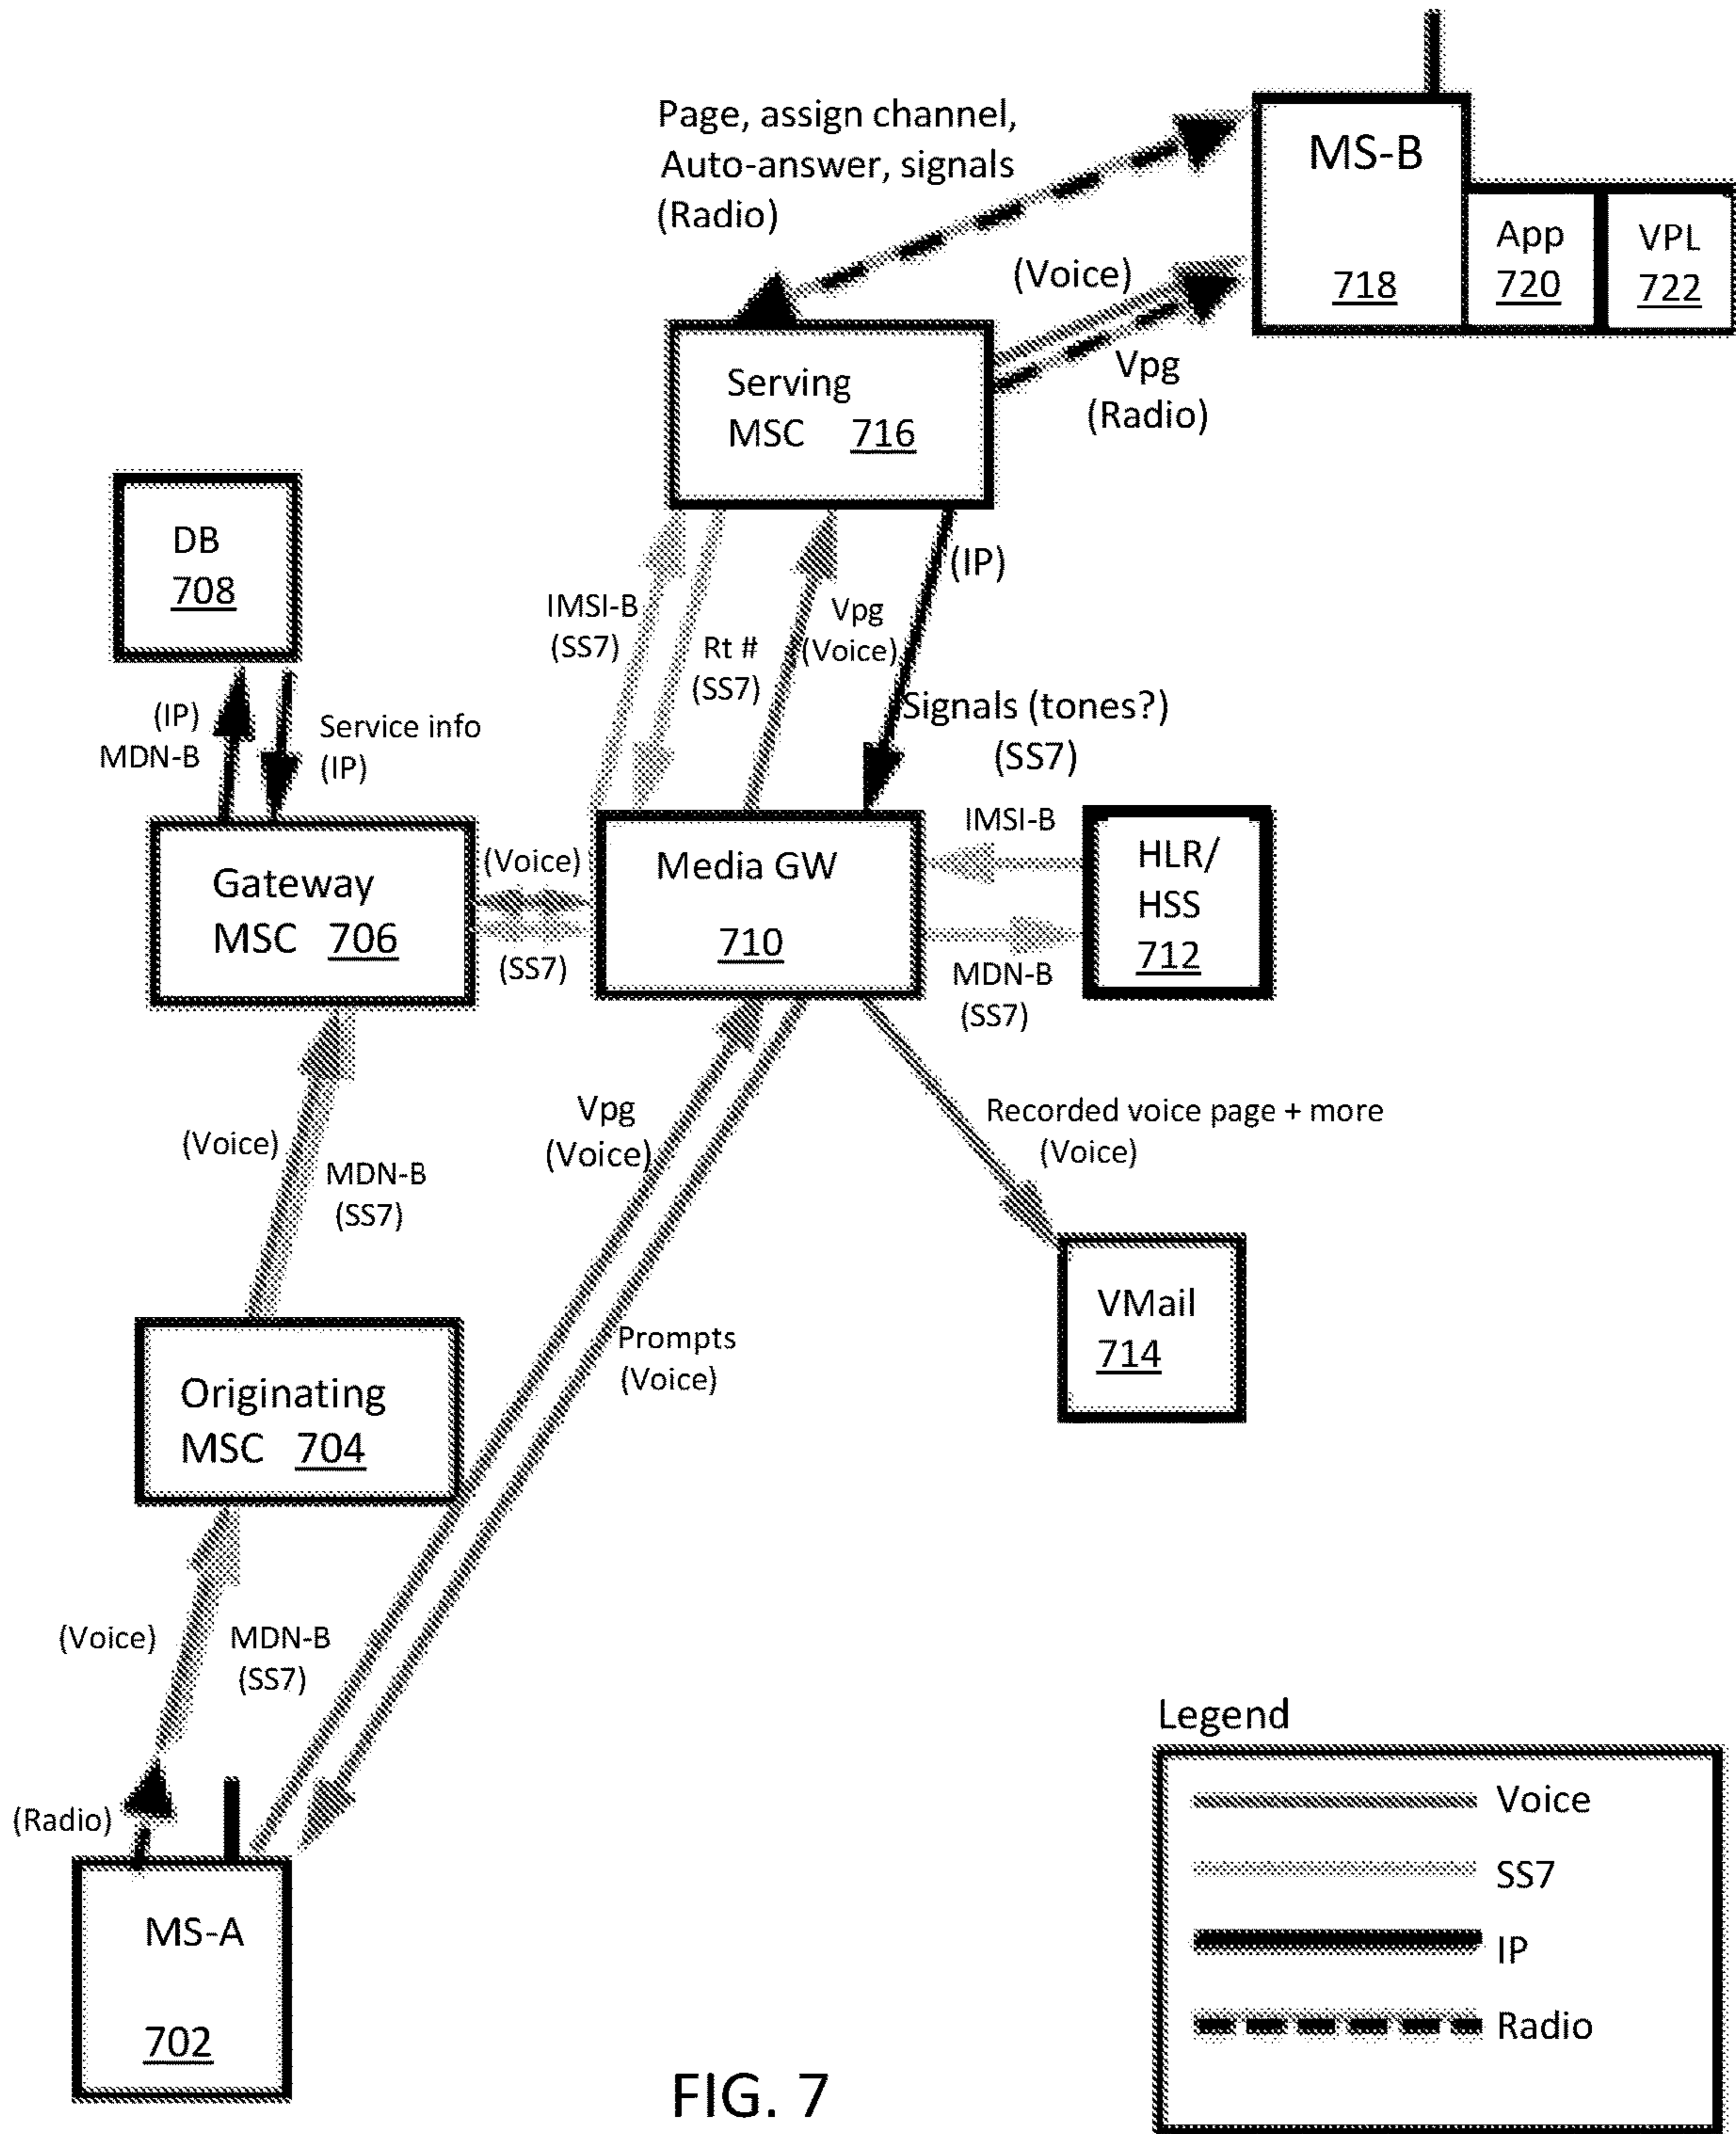 Page, assign channel,
Auto-answer, signals
(Radio)
MS-B
718
App
720
VPL
722
(Voice)
Vpg
(Radio)
Serving
MSC 716
DB
708
(IP)
MDN-B
Service info
(IP)
IMSI-B
(SS7)
Rt #
(SS7)
Vpg
(Voice)
(IP)
Signals (tones?)
(SS7)
Gateway
MSC 706
(Voice)
(SS7)
Media GW
710
IMSI-B
MDN-B
(SS7)
HLR/
HSS
712
(Voice)
MDN-B
(SS7)
Vpg
(Voice)
Recorded voice page + more
(Voice)
VMail
714
Prompts
(Voice)
Originating
MSC 704
(Voice)
MDN-B
(SS7)
(Radio)
MS-A
702
Legend
Voice
SS7
IP
Radio
FIG. 7